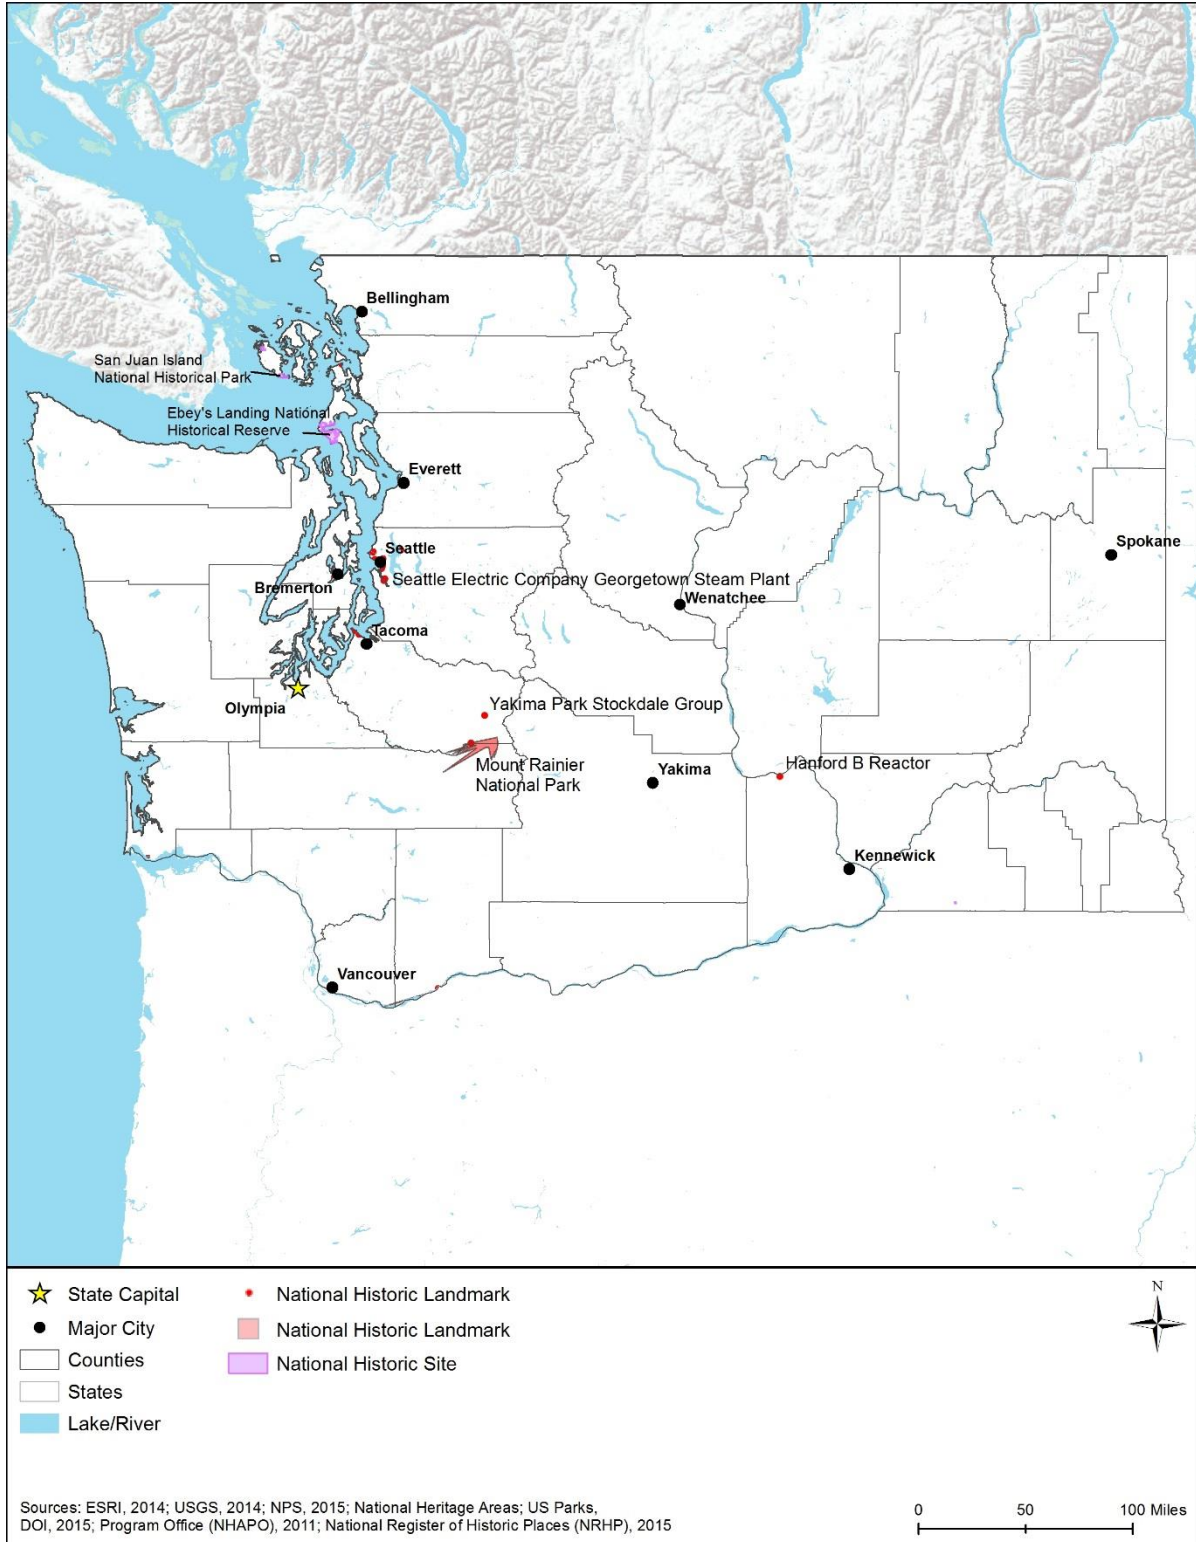 Bellingham
San Juan Island
National Historical Park
Ebey's Landing National
Historical Reserve
Everett
Seattle
Spokane
Seattle Electric Company Georgetown Steam Plant
Bremerton
Wenatchee
Tacoma
Olympia
Yakima Park Stockdale Group
Mount Rainier
National Park
Yakima
Hanford B Reactor
Kennewick
Vancouver
State Capital
Major City
Counties
States
Lake/River
National Historic Landmark
National Historic Landmark
National Historic Site
N
Sources: ESRI, 2014; USGS, 2014; NPS, 2015; National Heritage Areas; US Parks,
DOI, 2015; Program Office (NHAPO), 2011; National Register of Historic Places (NRHP), 2015
0 50 100 Miles